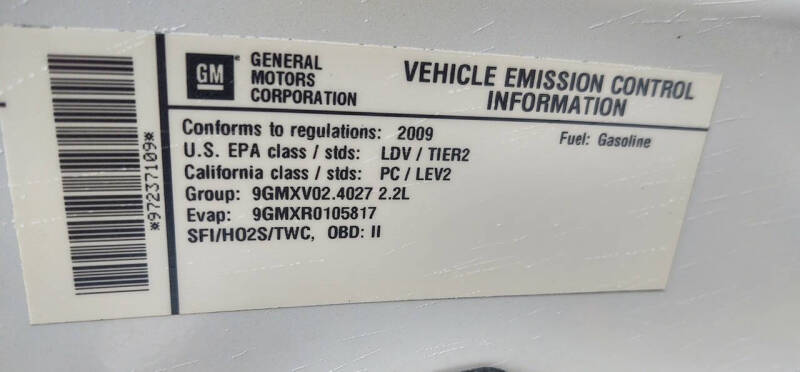 GM
GENERAL
MOTORS
CORPORATION
VEHICLE EMISSION CONTROL
INFORMATION
Conforms to regulations: 2009
Fuel: Gasoline
U.S. EPA class / stds: LDV / TIER2
California class / stds: PC / LEV2
Group: 9GMXV02.4027 2.2L
Evap: 9GMXR0105817
SFI/HO2S/TWC, OBD: II
*97237109*